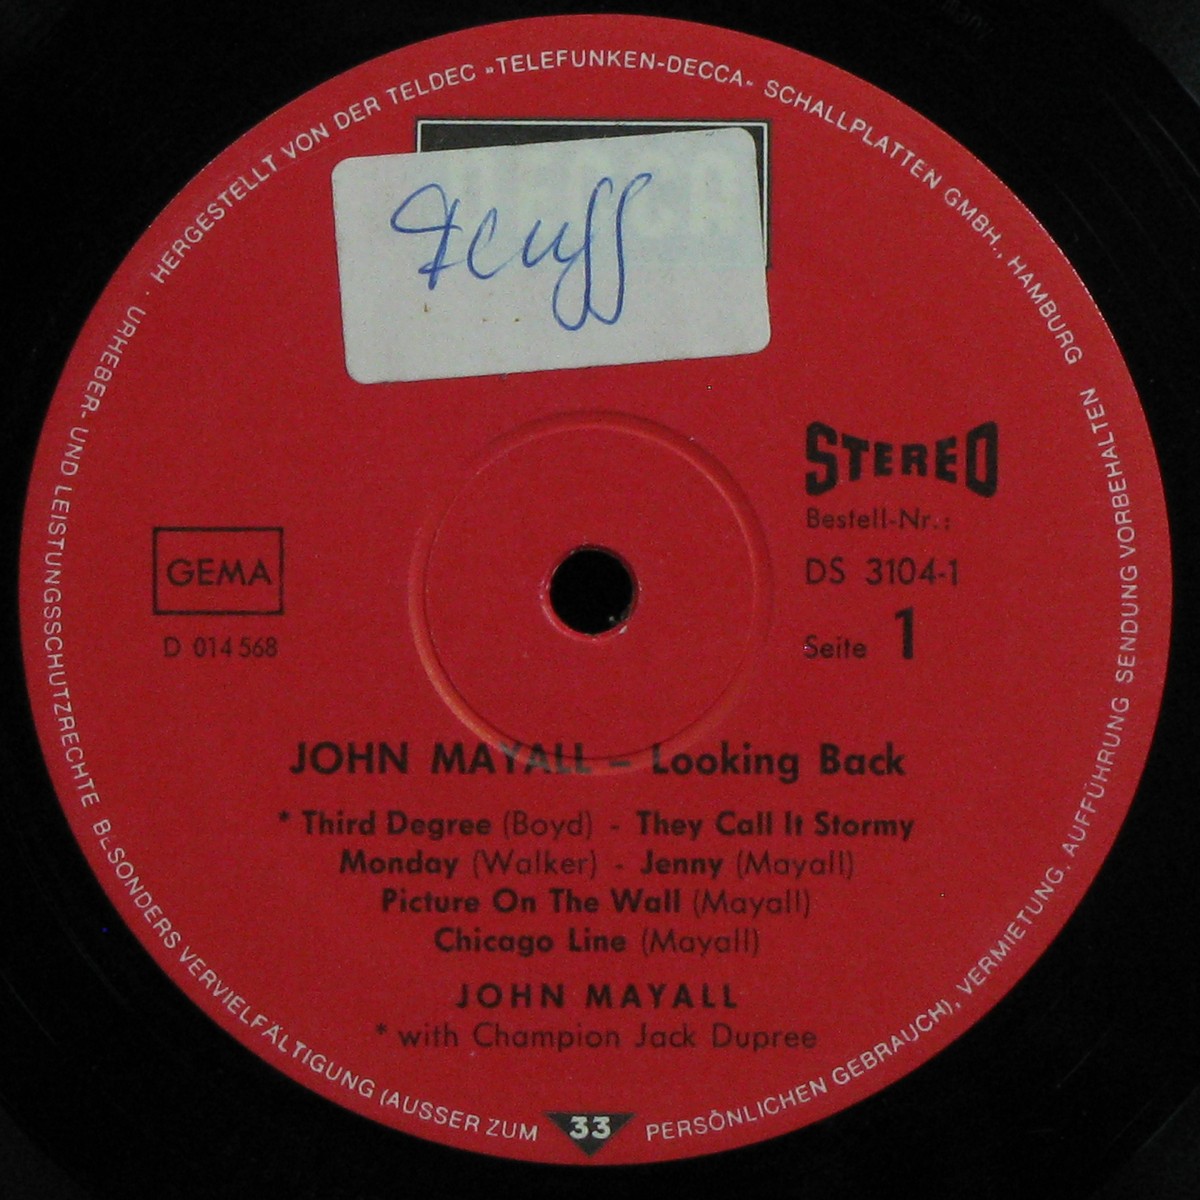 HERGESTELLT VON DER TELDEC »TELEFUNKEN-DECCA« SCHALLPLATTEN GMBH., HAMBURG
SENDUNG VORBEHALTEN
URHEBER- UND LEISTUNGSSCHUTZRECHTE BESONDERS VERVIELFÄLTIGUNG (AUSSER ZUM
PERSÖNLICHEN GEBRAUCH), VERMIETUNG, AUFFÜHRUNG
DECCA
STEREO
Bestell-Nr.:
DS 3104-1
Seite 1
GEMA
D 014 568
JOHN MAYALL – Looking Back
* Third Degree (Boyd) - They Call It Stormy
Monday (Walker) - Jenny (Mayall)
Picture On The Wall (Mayall)
Chicago Line (Mayall)
JOHN MAYALL
* with Champion Jack Dupree
33